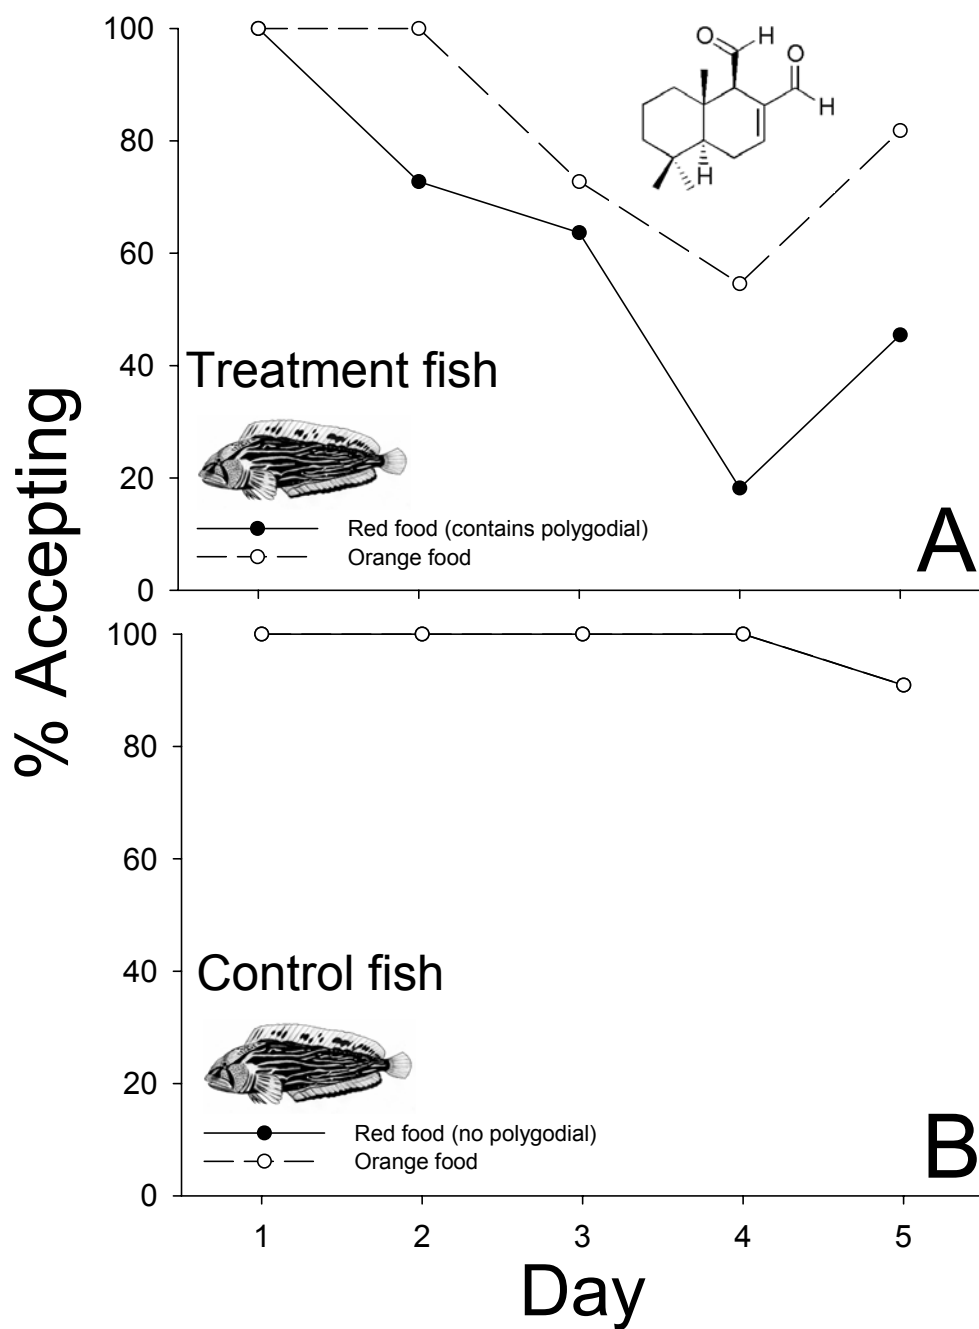 % Accepting
100
80
60
40
20
0
O
H
O
H
H
Treatment fish
Red food (contains polygodial)
Orange food
A
100
80
60
40
20
0
Control fish
Red food (no polygodial)
Orange food
B
1 2 3 4 5
Day